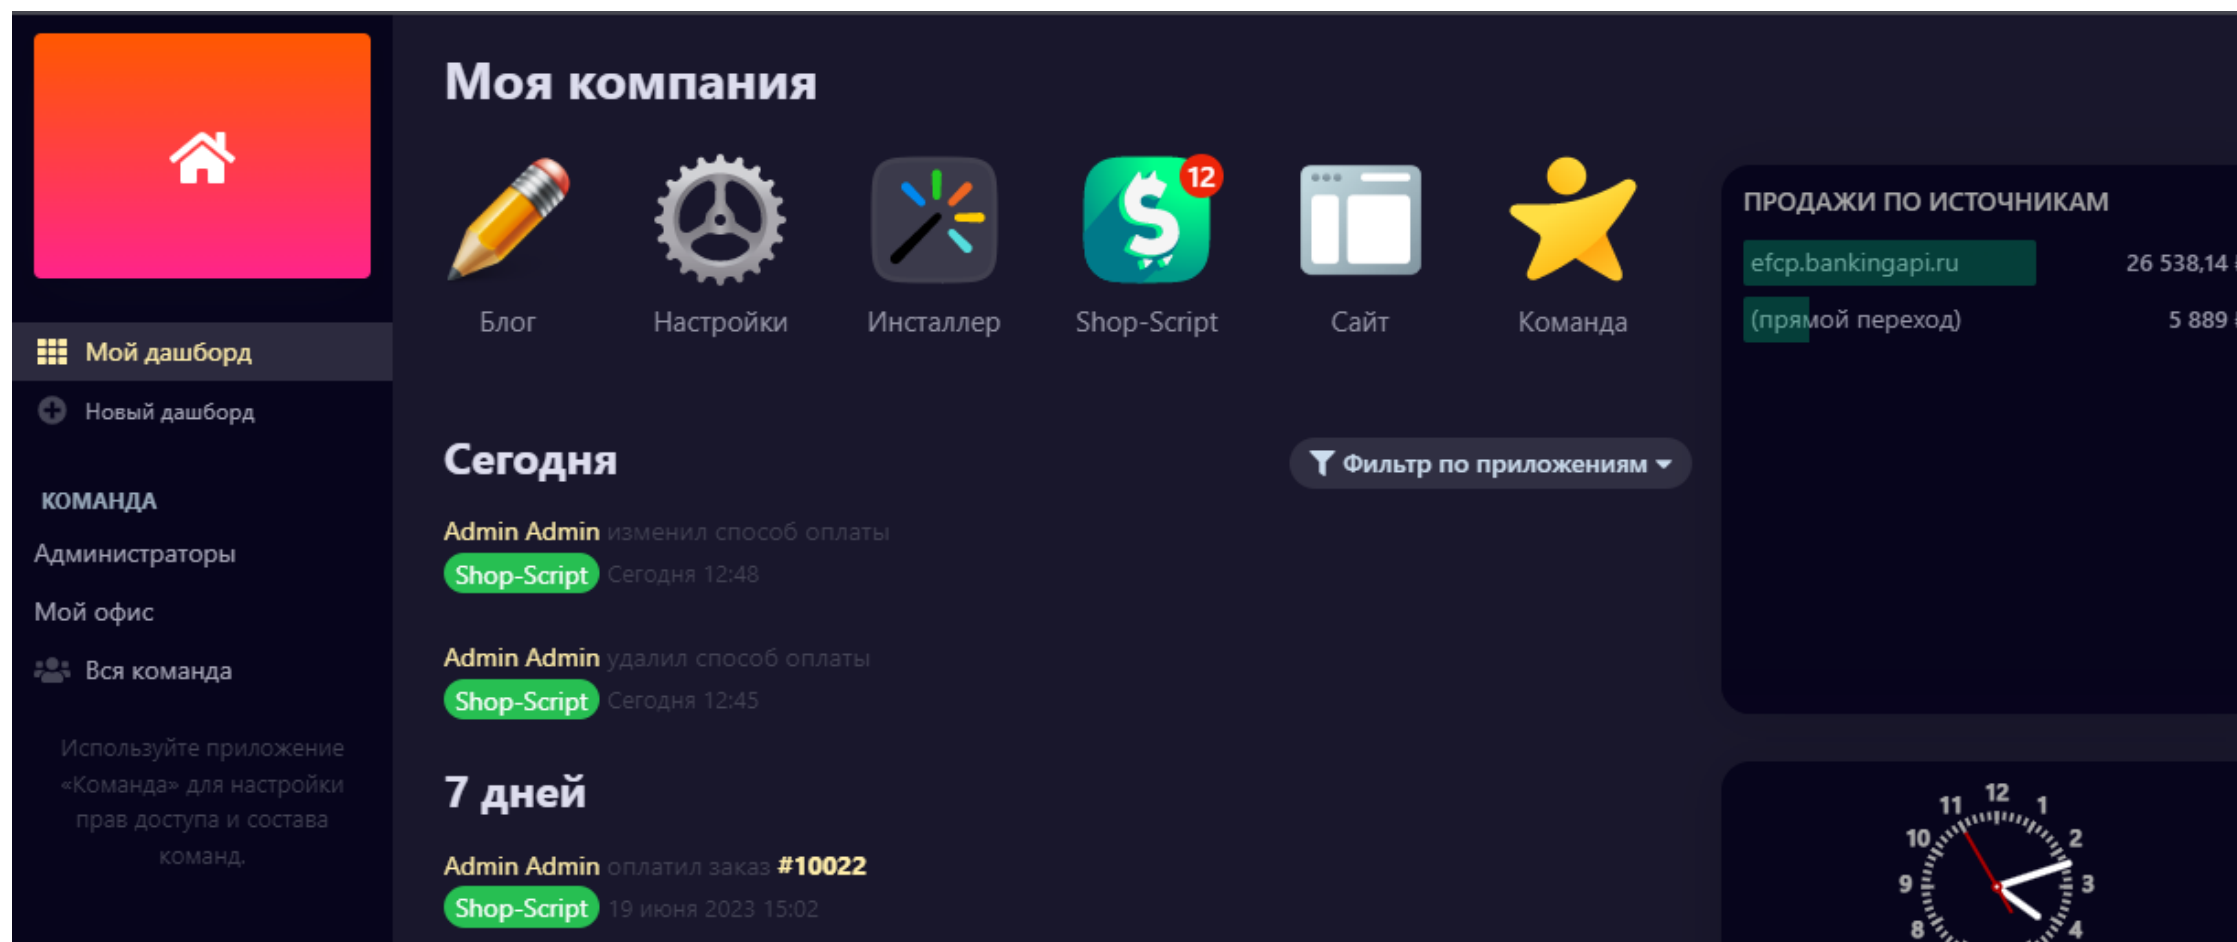 Моя компания
12
Блог
Настройки
Инсталлер
Shop-Script
Сайт
Команда
Мой дашборд
Новый дашборд
КОМАНДА
Администраторы
Мой офис
Вся команда
Используйте приложение
«Команда» для настройки
прав доступа и состава
команд.
Сегодня
Фильтр по приложениям
Admin Admin изменил способ оплаты
Shop-Script Сегодня 12:48
Admin Admin удалил способ оплаты
Shop-Script Сегодня 12:45
7 дней
Admin Admin оплатил заказ #10022
Shop-Script 19 июня 2023 15:02
ПРОДАЖИ ПО ИСТОЧНИКАМ
efcp.bankingapi.ru 26 538,14
(прямой переход) 5 889
12
11 1
10 2
9 3
8 4